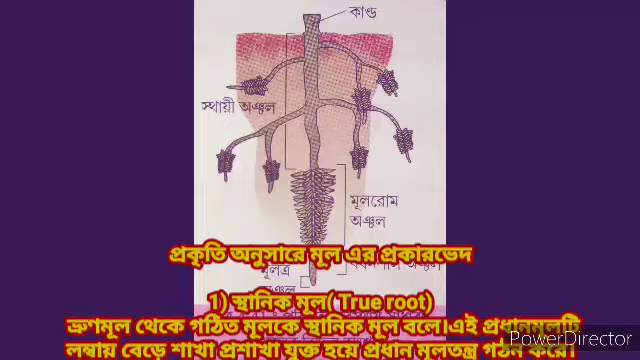 কাণ্ড
স্থায়ী অঞ্চল
মূলরোম
অঞ্চল
প্রকৃতি অনুসারে মূল এর প্রকারভেদ
1) স্থানিক মূল( True root)
ভ্রুণমূল থেকে গঠিত মূলকে স্থানিক মূল বলে।এই প্রধানমূলটি
লম্বায় বেড়ে শাখা প্রশাখা যুক্ত হয়ে প্রধান মূলতন্ত্র গঠন করে।
PowerDirector